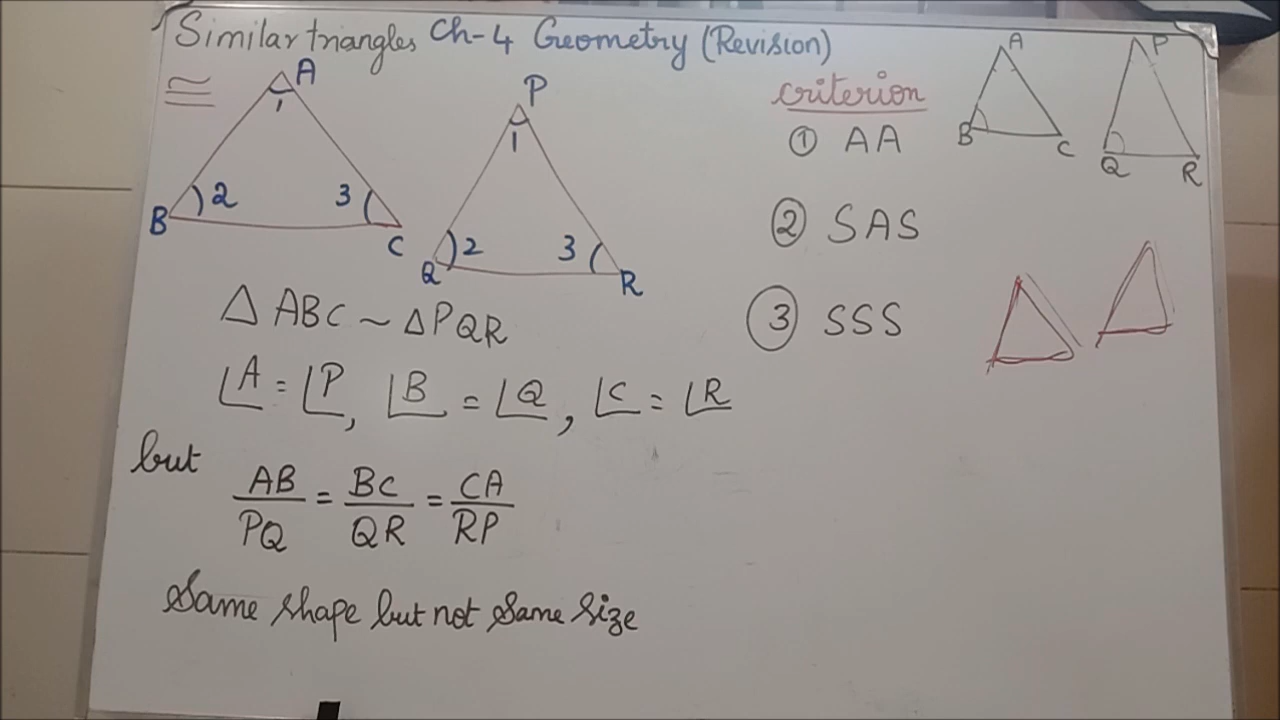 Similar triangles Ch-4 Geometry (Revision)
≅
A
1
B
2
3
C
P
1
Q
2
3
R
△ ABC ~ △PQR
∠A = ∠P, ∠B = ∠Q, ∠C = ∠R
but
AB/PQ = BC/QR = CA/RP
Same shape but not same size
criterion
① AA
② SAS
③ SSS
A
B
C
P
Q
R